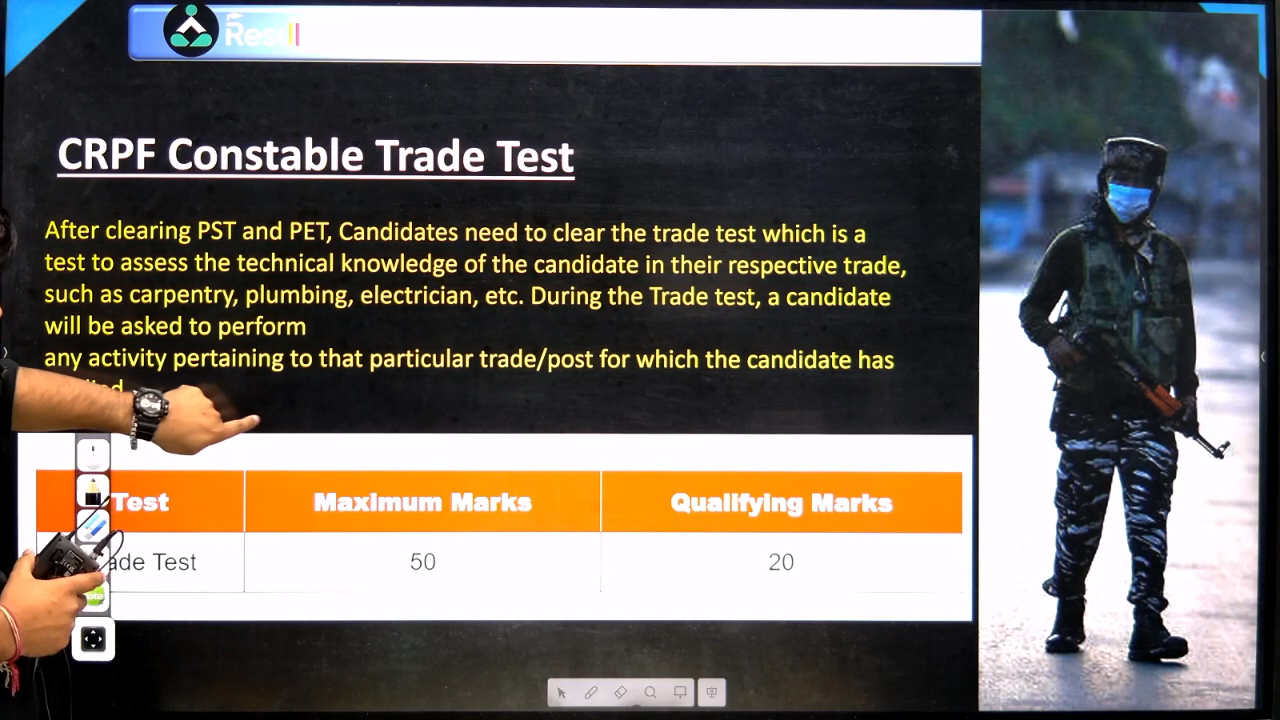 CRPF Constable Trade Test
After clearing PST and PET, Candidates need to clear the trade test which is a
test to assess the technical knowledge of the candidate in their respective trade,
such as carpentry, plumbing, electrician, etc. During the Trade test, a candidate
will be asked to perform
any activity pertaining to that particular trade/post for which the candidate has
Test Maximum Marks Qualifying Marks
Test 50 20